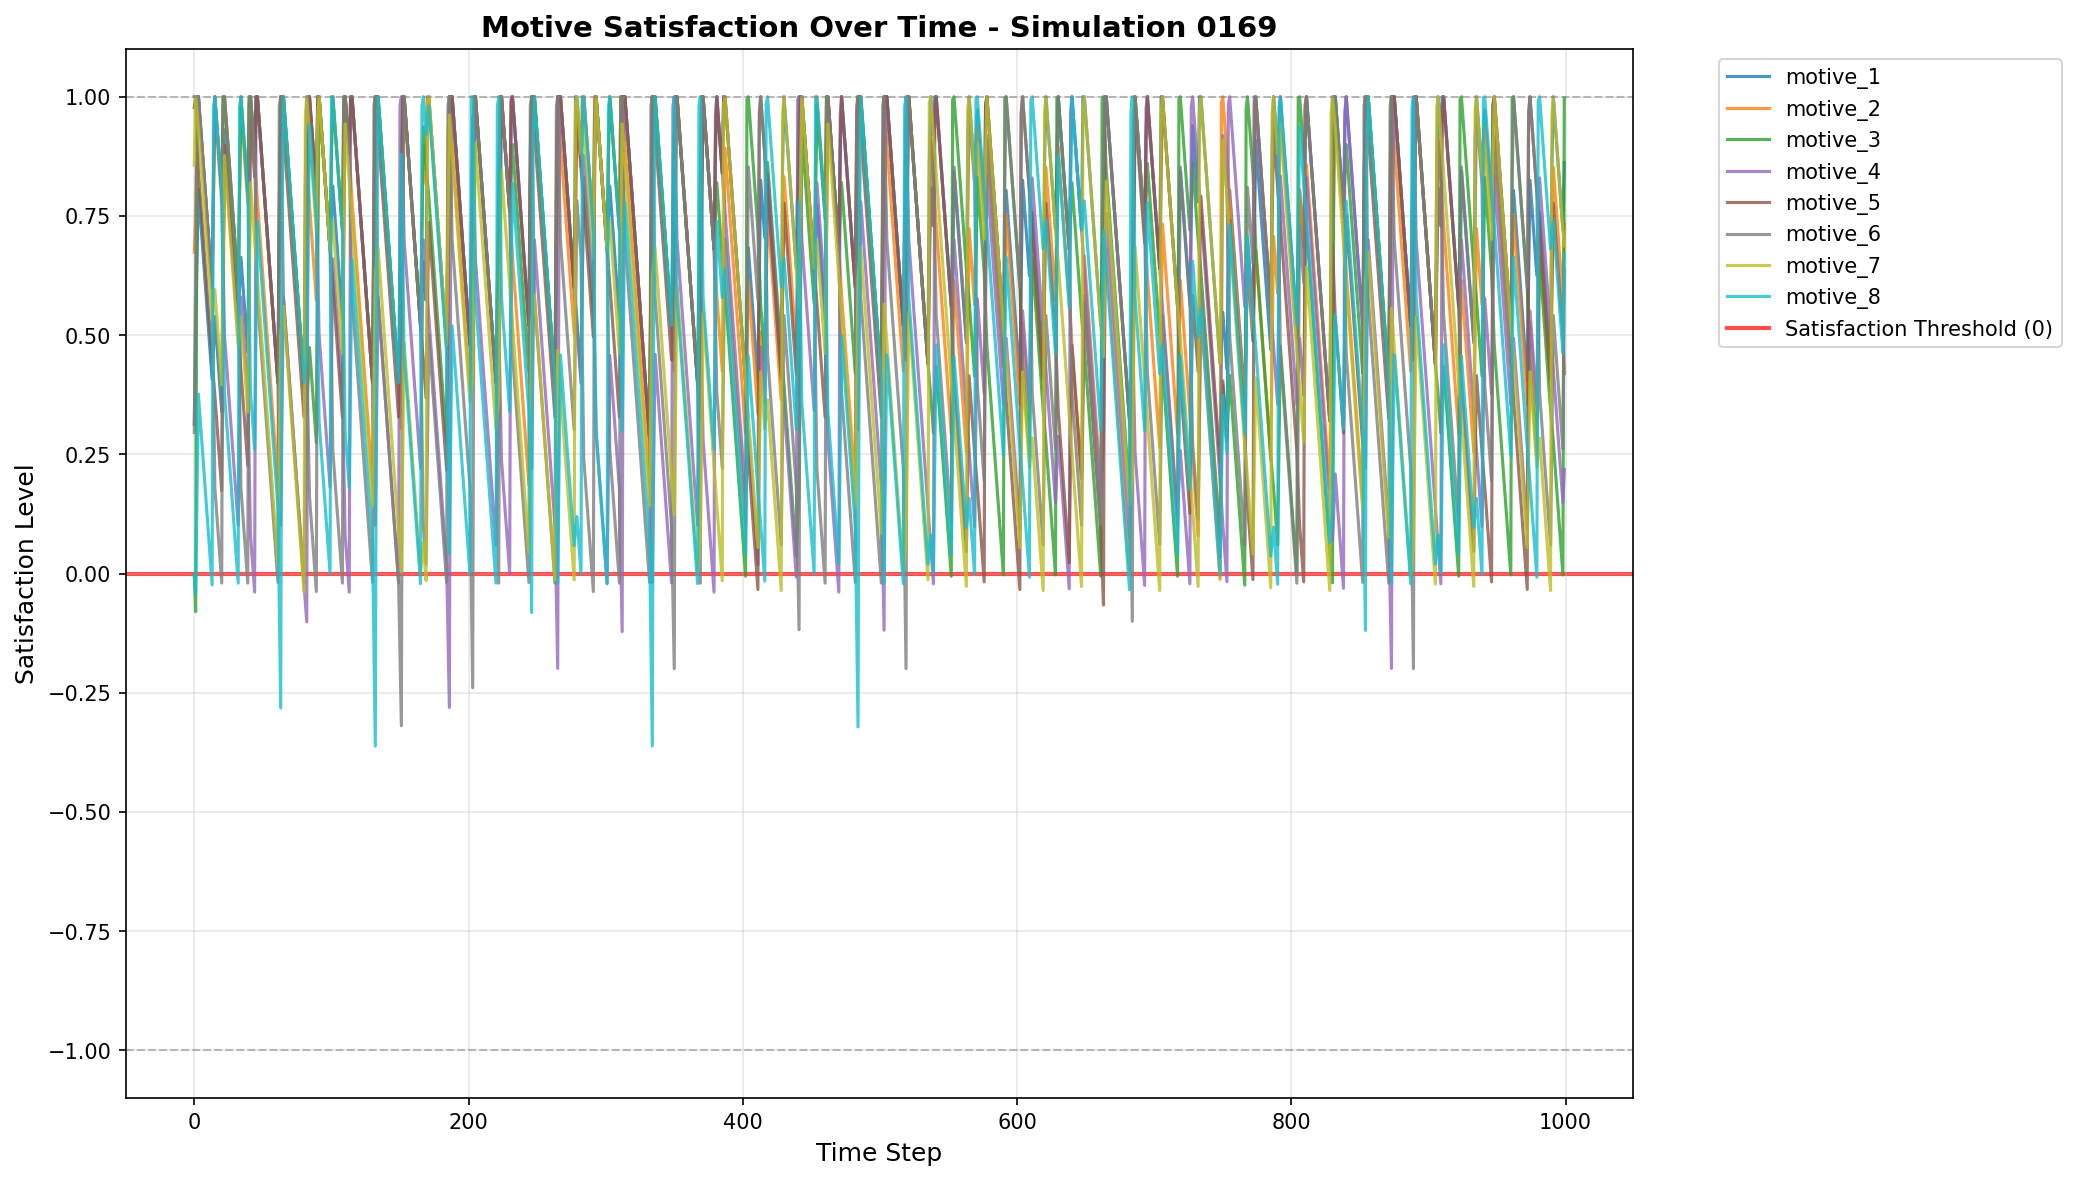 Motive Satisfaction Over Time - Simulation 0169
motive_1
motive_2
motive_3
motive_4
motive_5
motive_6
motive_7
motive_8
Satisfaction Threshold (0)
Satisfaction Level
1.00
0.75
0.50
0.25
0.00
−0.25
−0.50
−0.75
−1.00
0
200
400
600
800
1000
Time Step